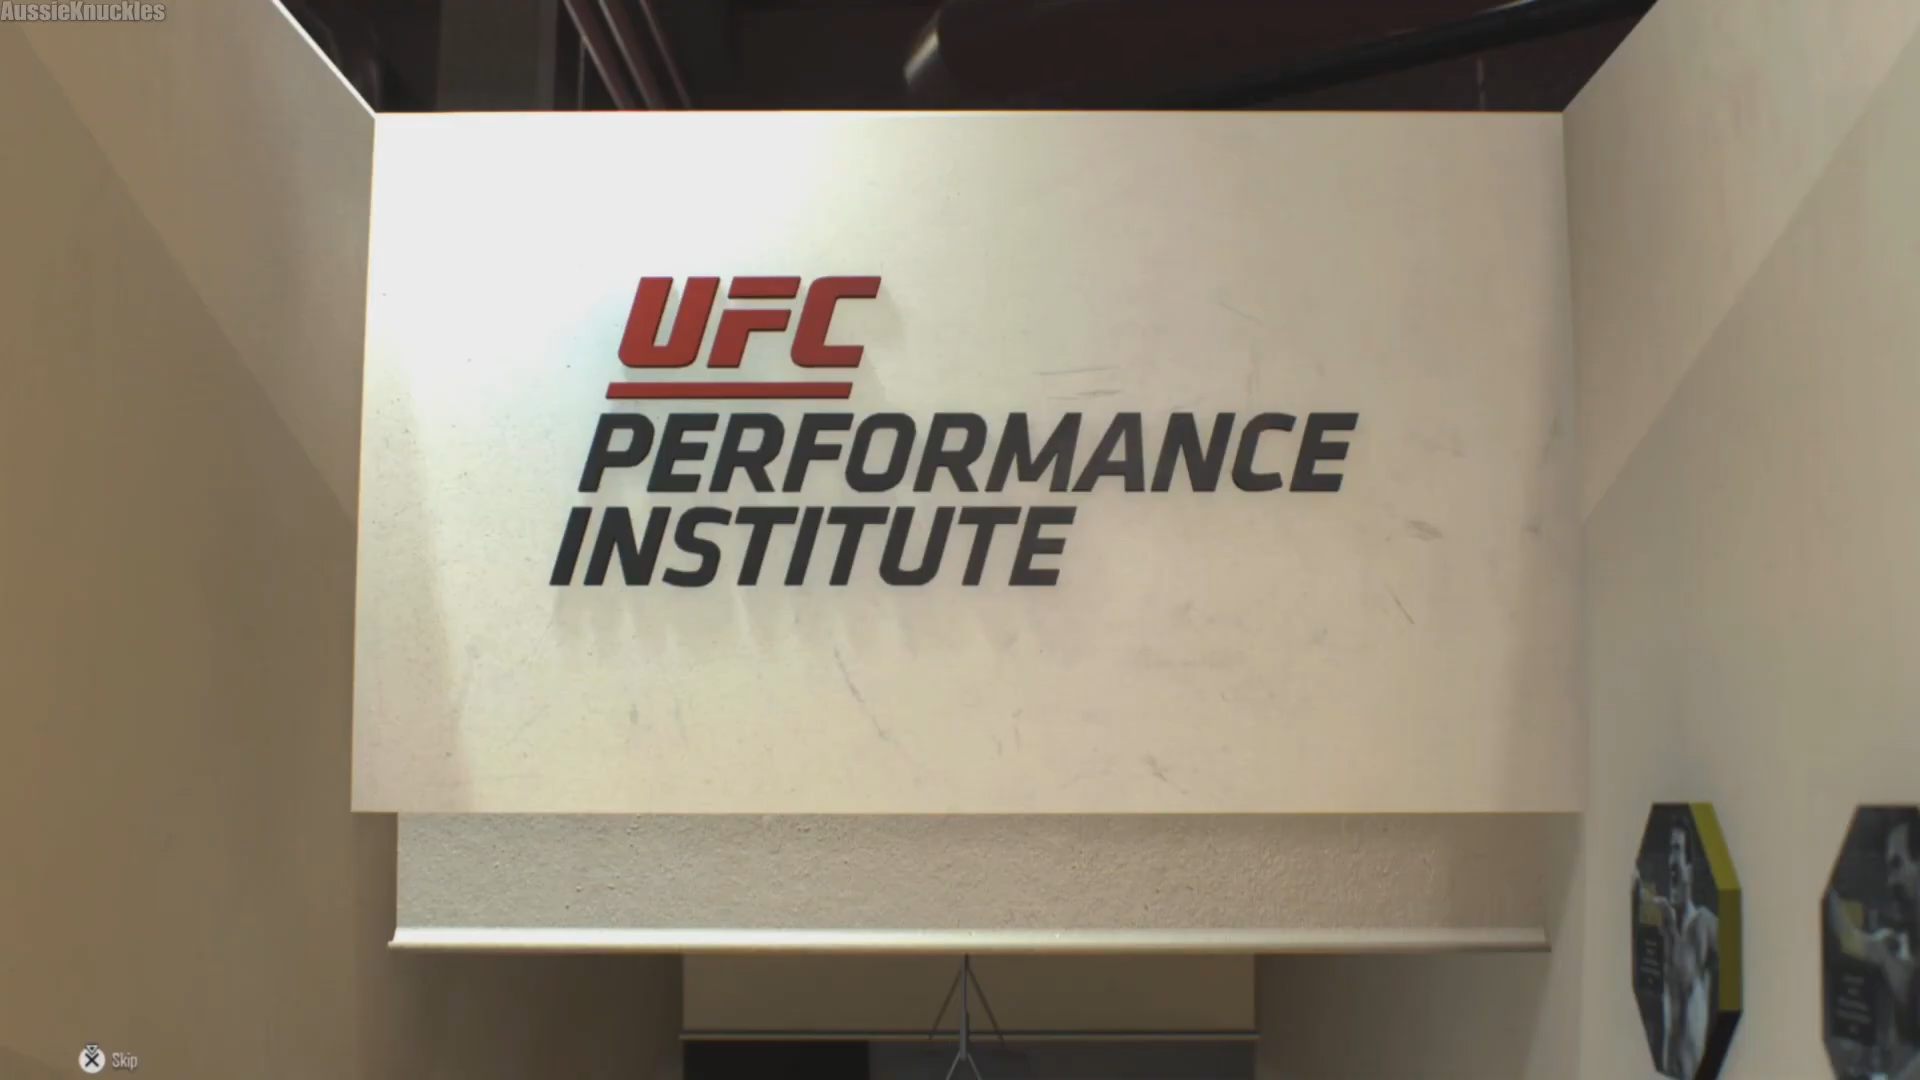 AussieKnuckles
UFC
PERFORMANCE
INSTITUTE
Skip